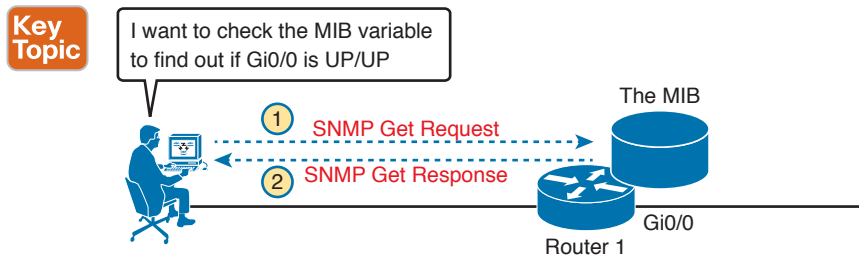 Key
Topic
I want to check the MIB variable
to find out if Gi0/0 is UP/UP
The MIB
1
SNMP Get Request
2
SNMP Get Response
Gi0/0
Router 1